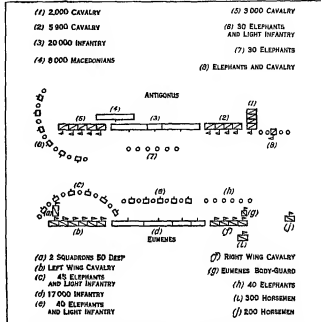 (1) 2,000 CAVALRY
(2) 5 900 CAVALRY
(3) 20 000 INFANTRY
(4) 8 000 MACEDONIANS
(5) 3 000 CAVALRY
(6) 30 ELEPHANTS
AND LIGHT INFANTRY
(7) 30 ELEPHANTS
(8) ELEPHANTS AND CAVALRY
ANTIGONUS
(1)
(5)
(4)
(3)
(2)
(6)
(7)
(8)
(c)
(e)
(h)
(a)
(g)
(b)
(d)
(f)
(j)
EUMENES
(i)
(a) 2 SQUADRONS 50 DEEP
(b) LEFT WING CAVALRY
(c) 45 ELEPHANTS
AND LIGHT INFANTRY
(d) 17 000 INFANTRY
(e) 40 ELEPHANTS
AND LIGHT INFANTRY
(f) RIGHT WING CAVALRY
(g) EUMENES BODY-GUARD
(h) 40 ELEPHANTS
(i) 300 HORSEMEN
(j) 200 HORSEMEN